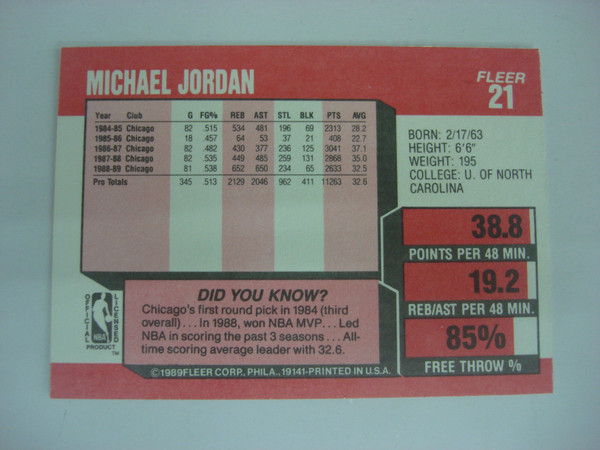 MICHAEL JORDAN
FLEER
21
Year Club G FG% REB AST STL BLK PTS AVG
1984-85 Chicago 82 .515 534 481 196 69 2313 28.2
1985-86 Chicago 18 .457 64 53 37 21 408 22.7
1986-87 Chicago 82 .482 430 377 236 125 3041 37.1
1987-88 Chicago 82 .535 449 485 259 131 2868 35.0
1988-89 Chicago 81 .538 652 650 234 65 2633 32.5
Pro Totals 345 .513 2129 2046 962 411 11263 32.6
BORN: 2/17/63
HEIGHT: 6'6"
WEIGHT: 195
COLLEGE: U. OF NORTH
CAROLINA
38.8
POINTS PER 48 MIN.
19.2
REB/AST PER 48 MIN.
85%
FREE THROW %
OFFICIAL LICENSED
NBA
PRODUCT TM
DID YOU KNOW?
Chicago's first round pick in 1984 (third
overall) . . . In 1988, won NBA MVP . . . Led
NBA in scoring the past 3 seasons . . . All-
time scoring average leader with 32.6.
©1989 FLEER CORP., PHILA., 19141-PRINTED IN U.S.A.